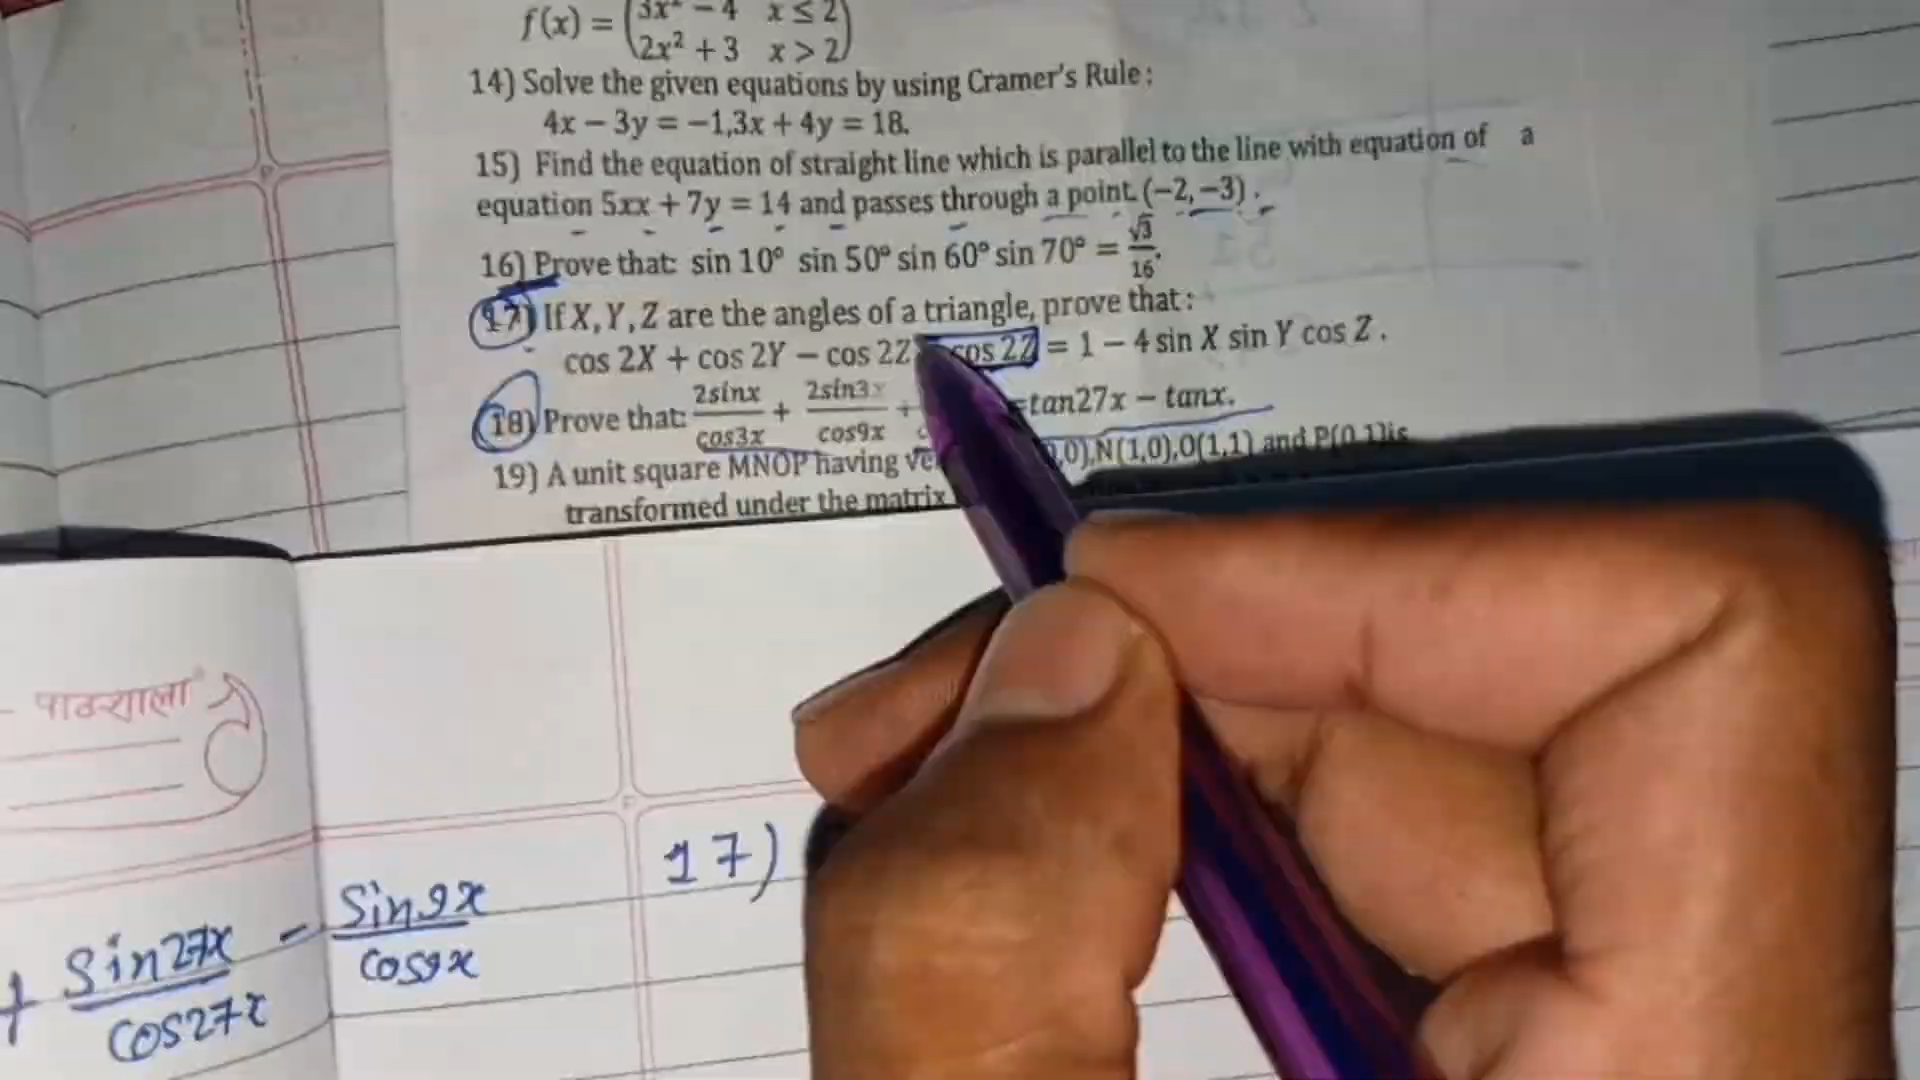 f(x) = (3x² − 4 x ≤ 2
2x² + 3 x > 2)
14) Solve the given equations by using Cramer's Rule :
4x − 3y = −1,3x + 4y = 18.
15) Find the equation of straight line which is parallel to the line with equation of a
equation 5xx + 7y = 14 and passes through a point (−2, −3) .
16) Prove that: sin 10° sin 50° sin 60° sin 70° = √3/16.
17) If X, Y, Z are the angles of a triangle, prove that :
cos 2X + cos 2Y − cos 2Z cos 2Z = 1 − 4 sin X sin Y cos Z .
18) Prove that: 2sinx/cos3x + 2sin3x/cos9x + =tan27x − tanx.
19) A unit square MNOP having ,0),N(1,0),O(1,1) and P(0,1)is
transformed under the matrix
पाठशाला
17)
+ Sin27x/cos27x − Sin9x/cos9x